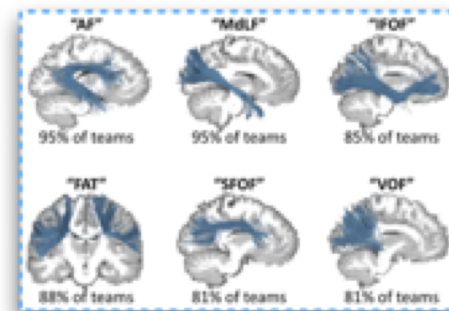 "AF" "MdLF" "IFOF"
95% of teams 95% of teams 85% of teams
"FAT" "SFOF" "VOF"
88% of teams 81% of teams 81% of teams